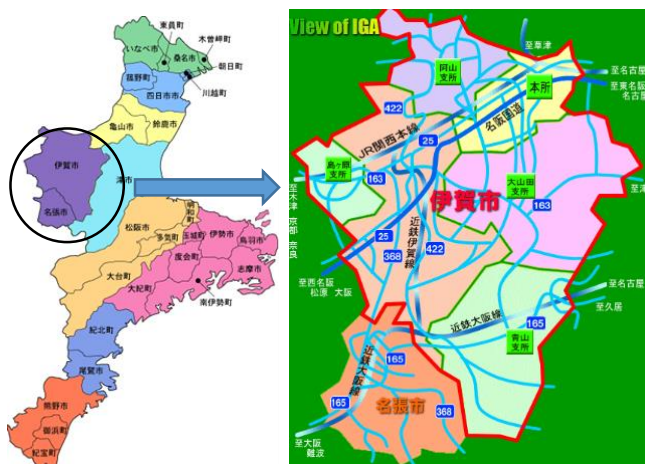 東員町
木曽岬町
いなべ市
桑名市
朝日町
菰野町
川越町
四日市市
亀山市
鈴鹿市
伊賀市
津市
名張市
松阪市
明和町
多気町
玉城町
伊勢市
鳥羽市
度会町
大台町
志摩市
大紀町
南伊勢町
紀北町
尾鷲市
熊野市
御浜町
紀宝町
View of IGA
至草津
阿山
支所
至名古屋
本所
至東名阪
名古屋
422
名阪国道
JR関西本線
25
島ヶ原
支所
163
大山田
支所
伊賀市
163
至津
至木津 京都 奈良
近鉄伊賀線
25
422
368
至西名阪
松原 大阪
至名古屋
近鉄大阪線
165
至久居
青山
支所
近鉄大阪線
165
165
名張市
368
至大阪
難波